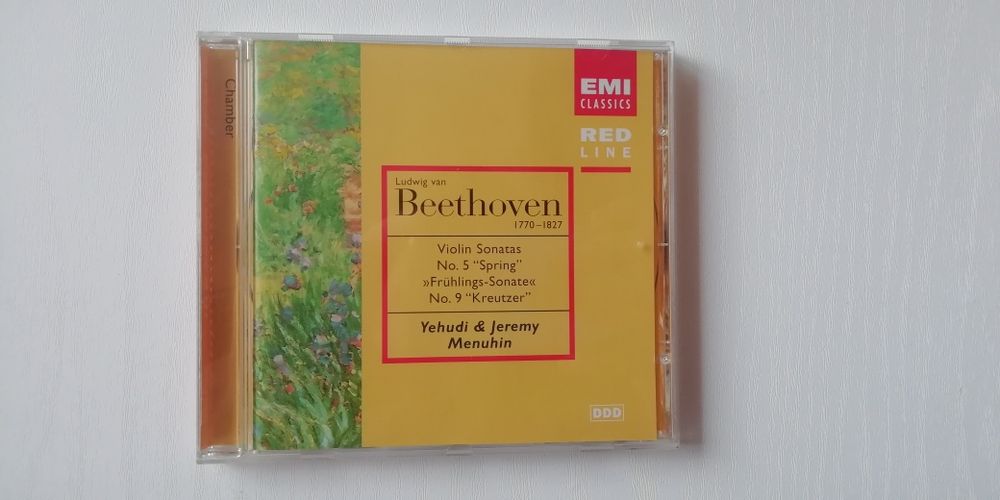 Chamber
EMI
CLASSICS
RED
LINE
Ludwig van
Beethoven
1770–1827
Violin Sonatas
No. 5 “Spring”
»Frühlings-Sonate«
No. 9 “Kreutzer”
Yehudi & Jeremy
Menuhin
DDD